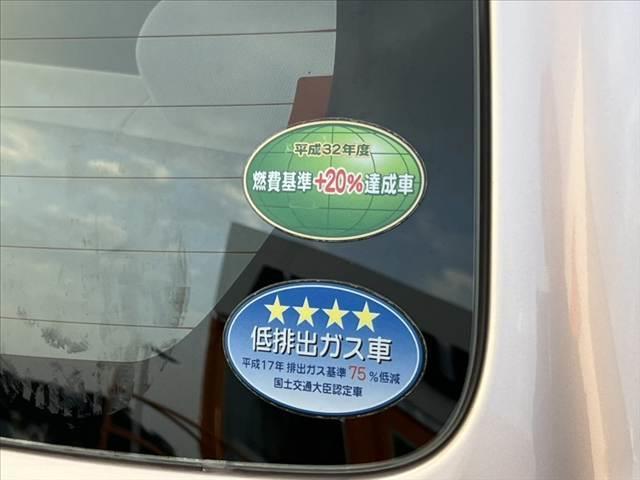 平成32年度
燃費基準+20%達成車
低排出ガス車
平成17年排出ガス基準75%低減
国土交通大臣認定車